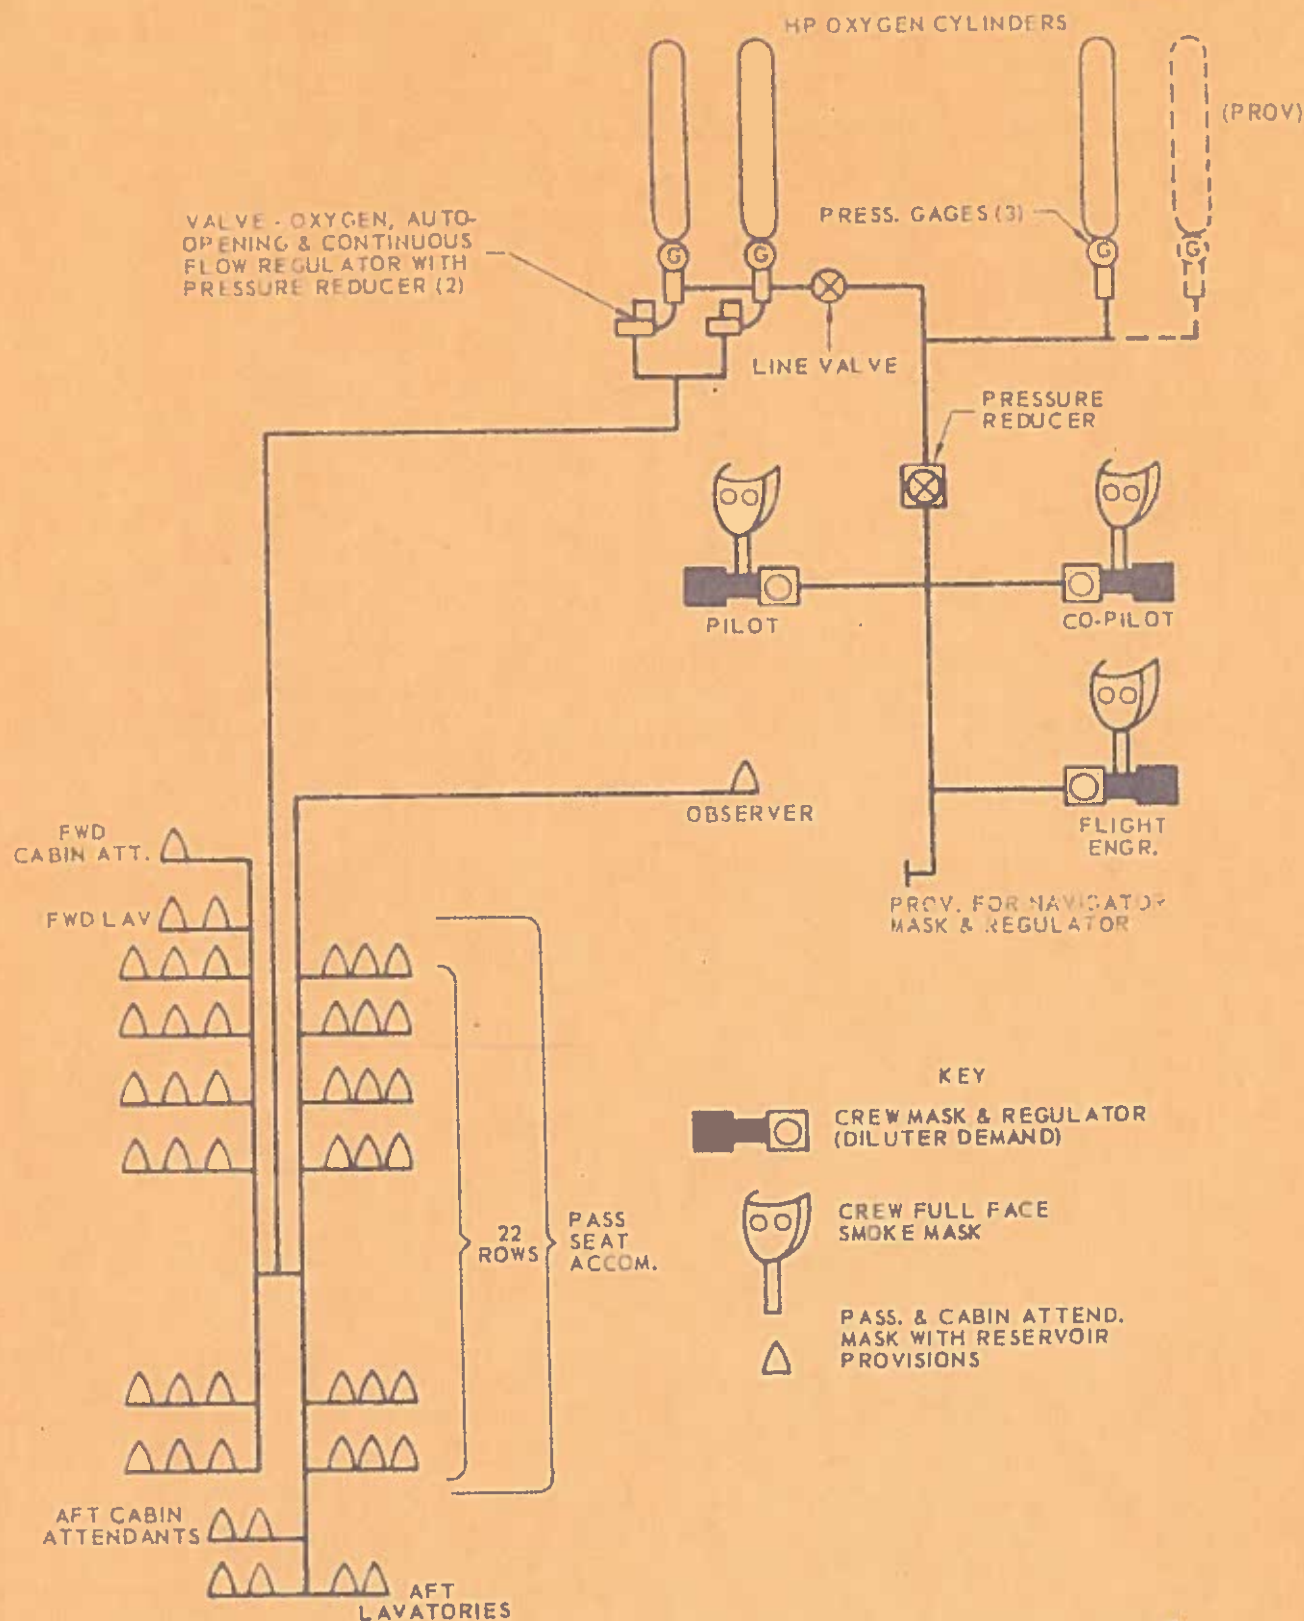 HP OXYGEN CYLINDERS
(PROV)
VALVE - OXYGEN, AUTO-
OPENING & CONTINUOUS
FLOW REGULATOR WITH
PRESSURE REDUCER (2)
PRESS. GAGES (3)
G
G
G
G
LINE VALVE
PRESSURE
REDUCER
PILOT
CO-PILOT
OBSERVER
FLIGHT
ENGR.
FWD
CABIN ATT.
FWD LAV
PROV. FOR NAVIGATOR
MASK & REGULATOR
22
ROWS
PASS
SEAT
ACCOM.
KEY
CREW MASK & REGULATOR
(DILUTER DEMAND)
CREW FULL FACE
SMOKE MASK
PASS. & CABIN ATTEND.
MASK WITH RESERVOIR
PROVISIONS
AFT CABIN
ATTENDANTS
AFT
LAVATORIES